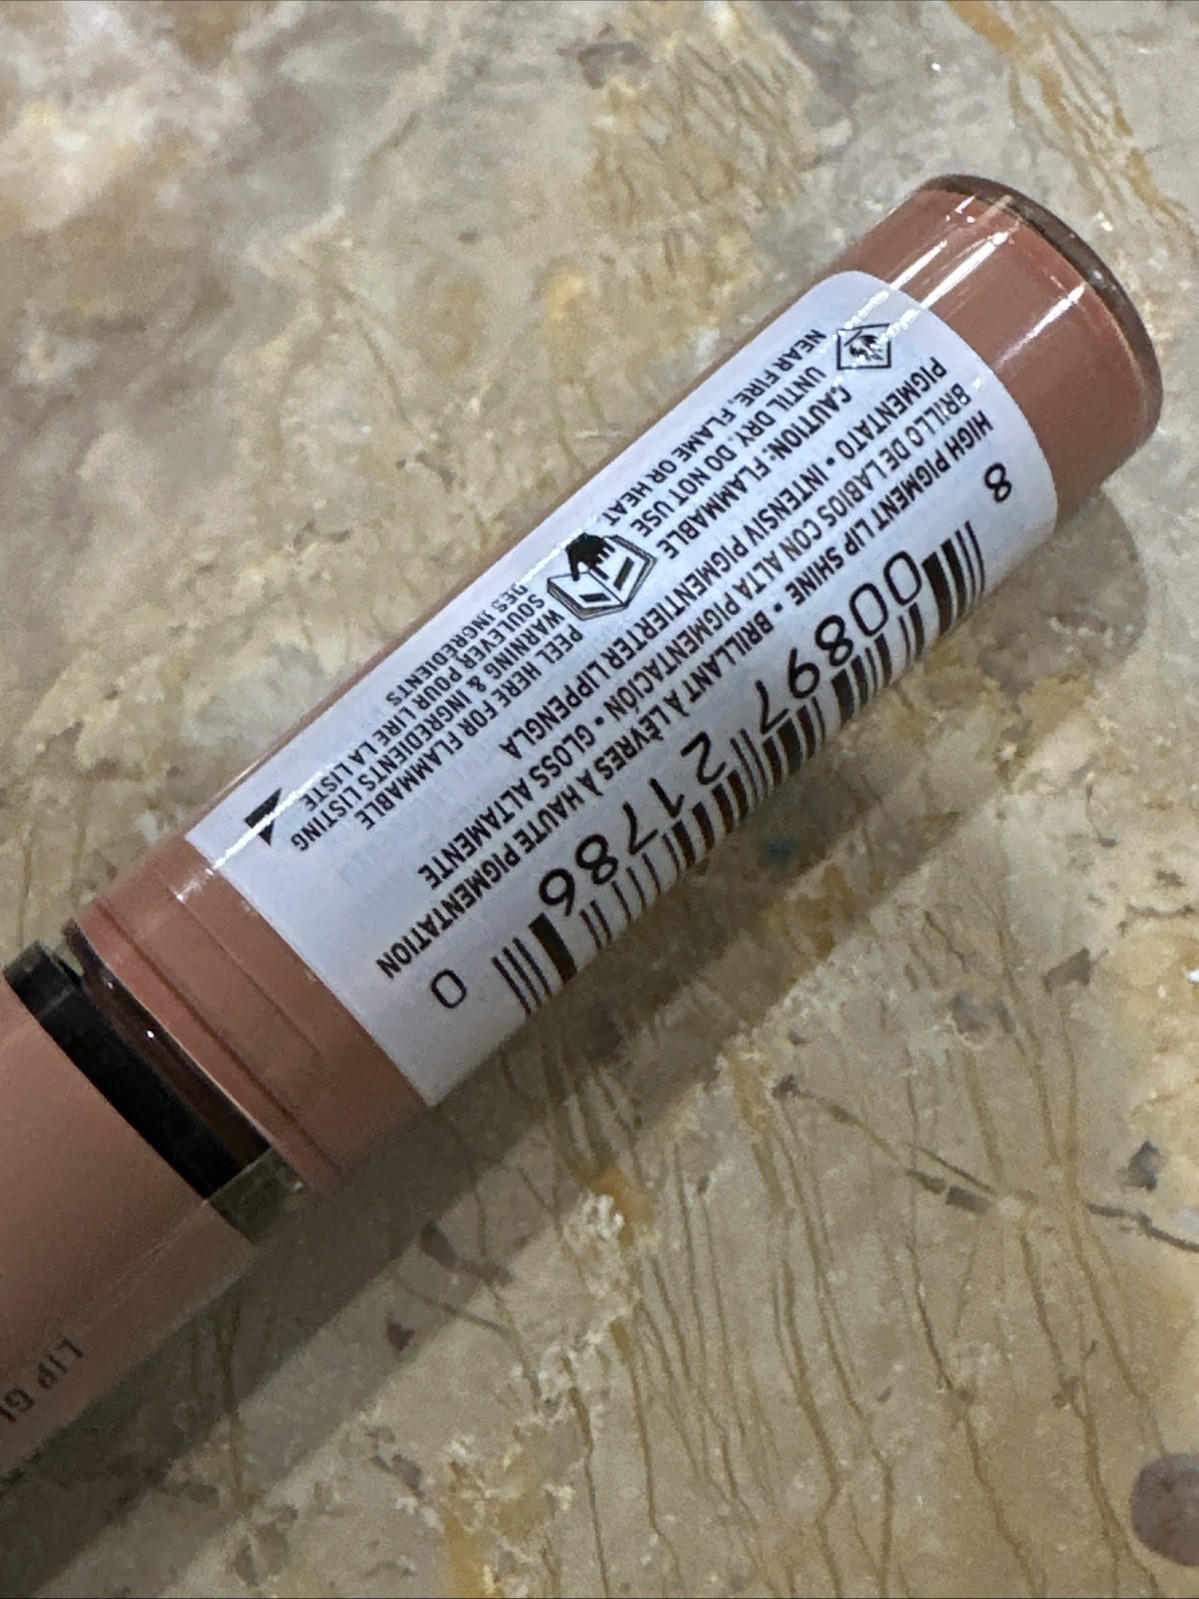 8 00897 21786 0
HIGH PIGMENT LIP SHINE • BRILLANT À LÈVRES À HAUTE PIGMENTATION
BRILLO DE LABIOS CON ALTA PIGMENTACIÓN • GLOSS ALTAMENTE
PIGMENTATO • INTENSIV PIGMENTIERTER LIPPENGLA
CAUTION: FLAMMABLE
UNTIL DRY. DO NOT USE
NEAR FIRE, FLAME OR HEAT
PEEL HERE FOR FLAMMABLE
WARNING & INGREDIENTS LISTING
SOULEVER POUR LIRE LA LISTE
DES INGREDIENTS
LIP